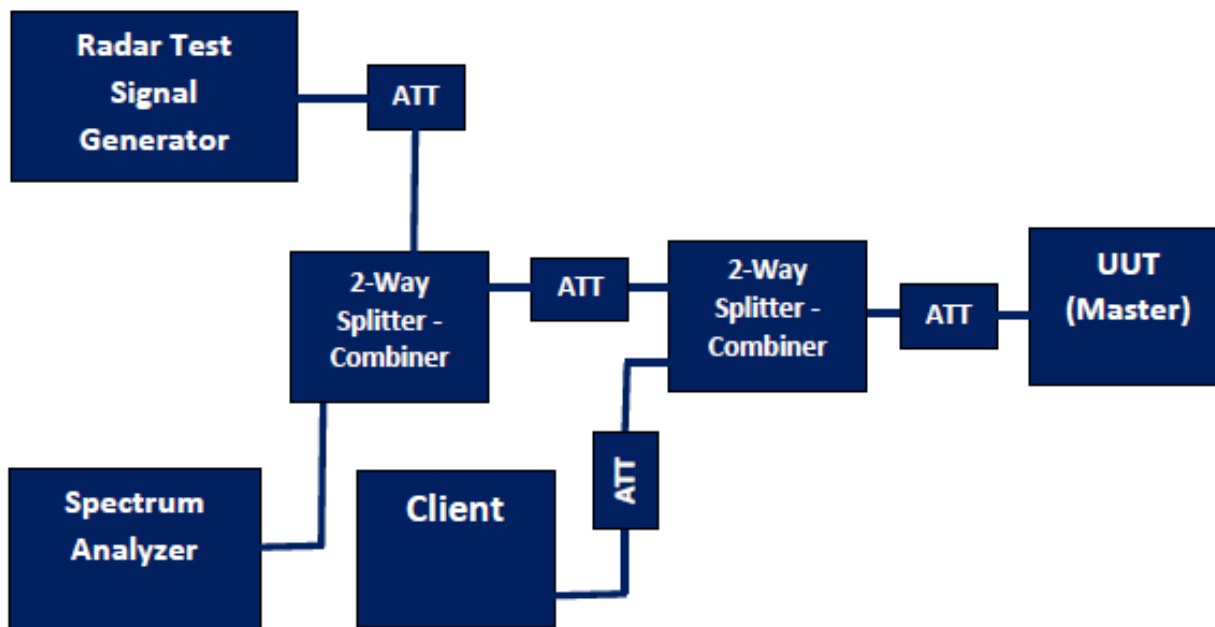 Radar Test
Signal
Generator
ATT
2-Way
Splitter -
Combiner
ATT
2-Way
Splitter -
Combiner
ATT
UUT
(Master)
ATT
Spectrum
Analyzer
Client